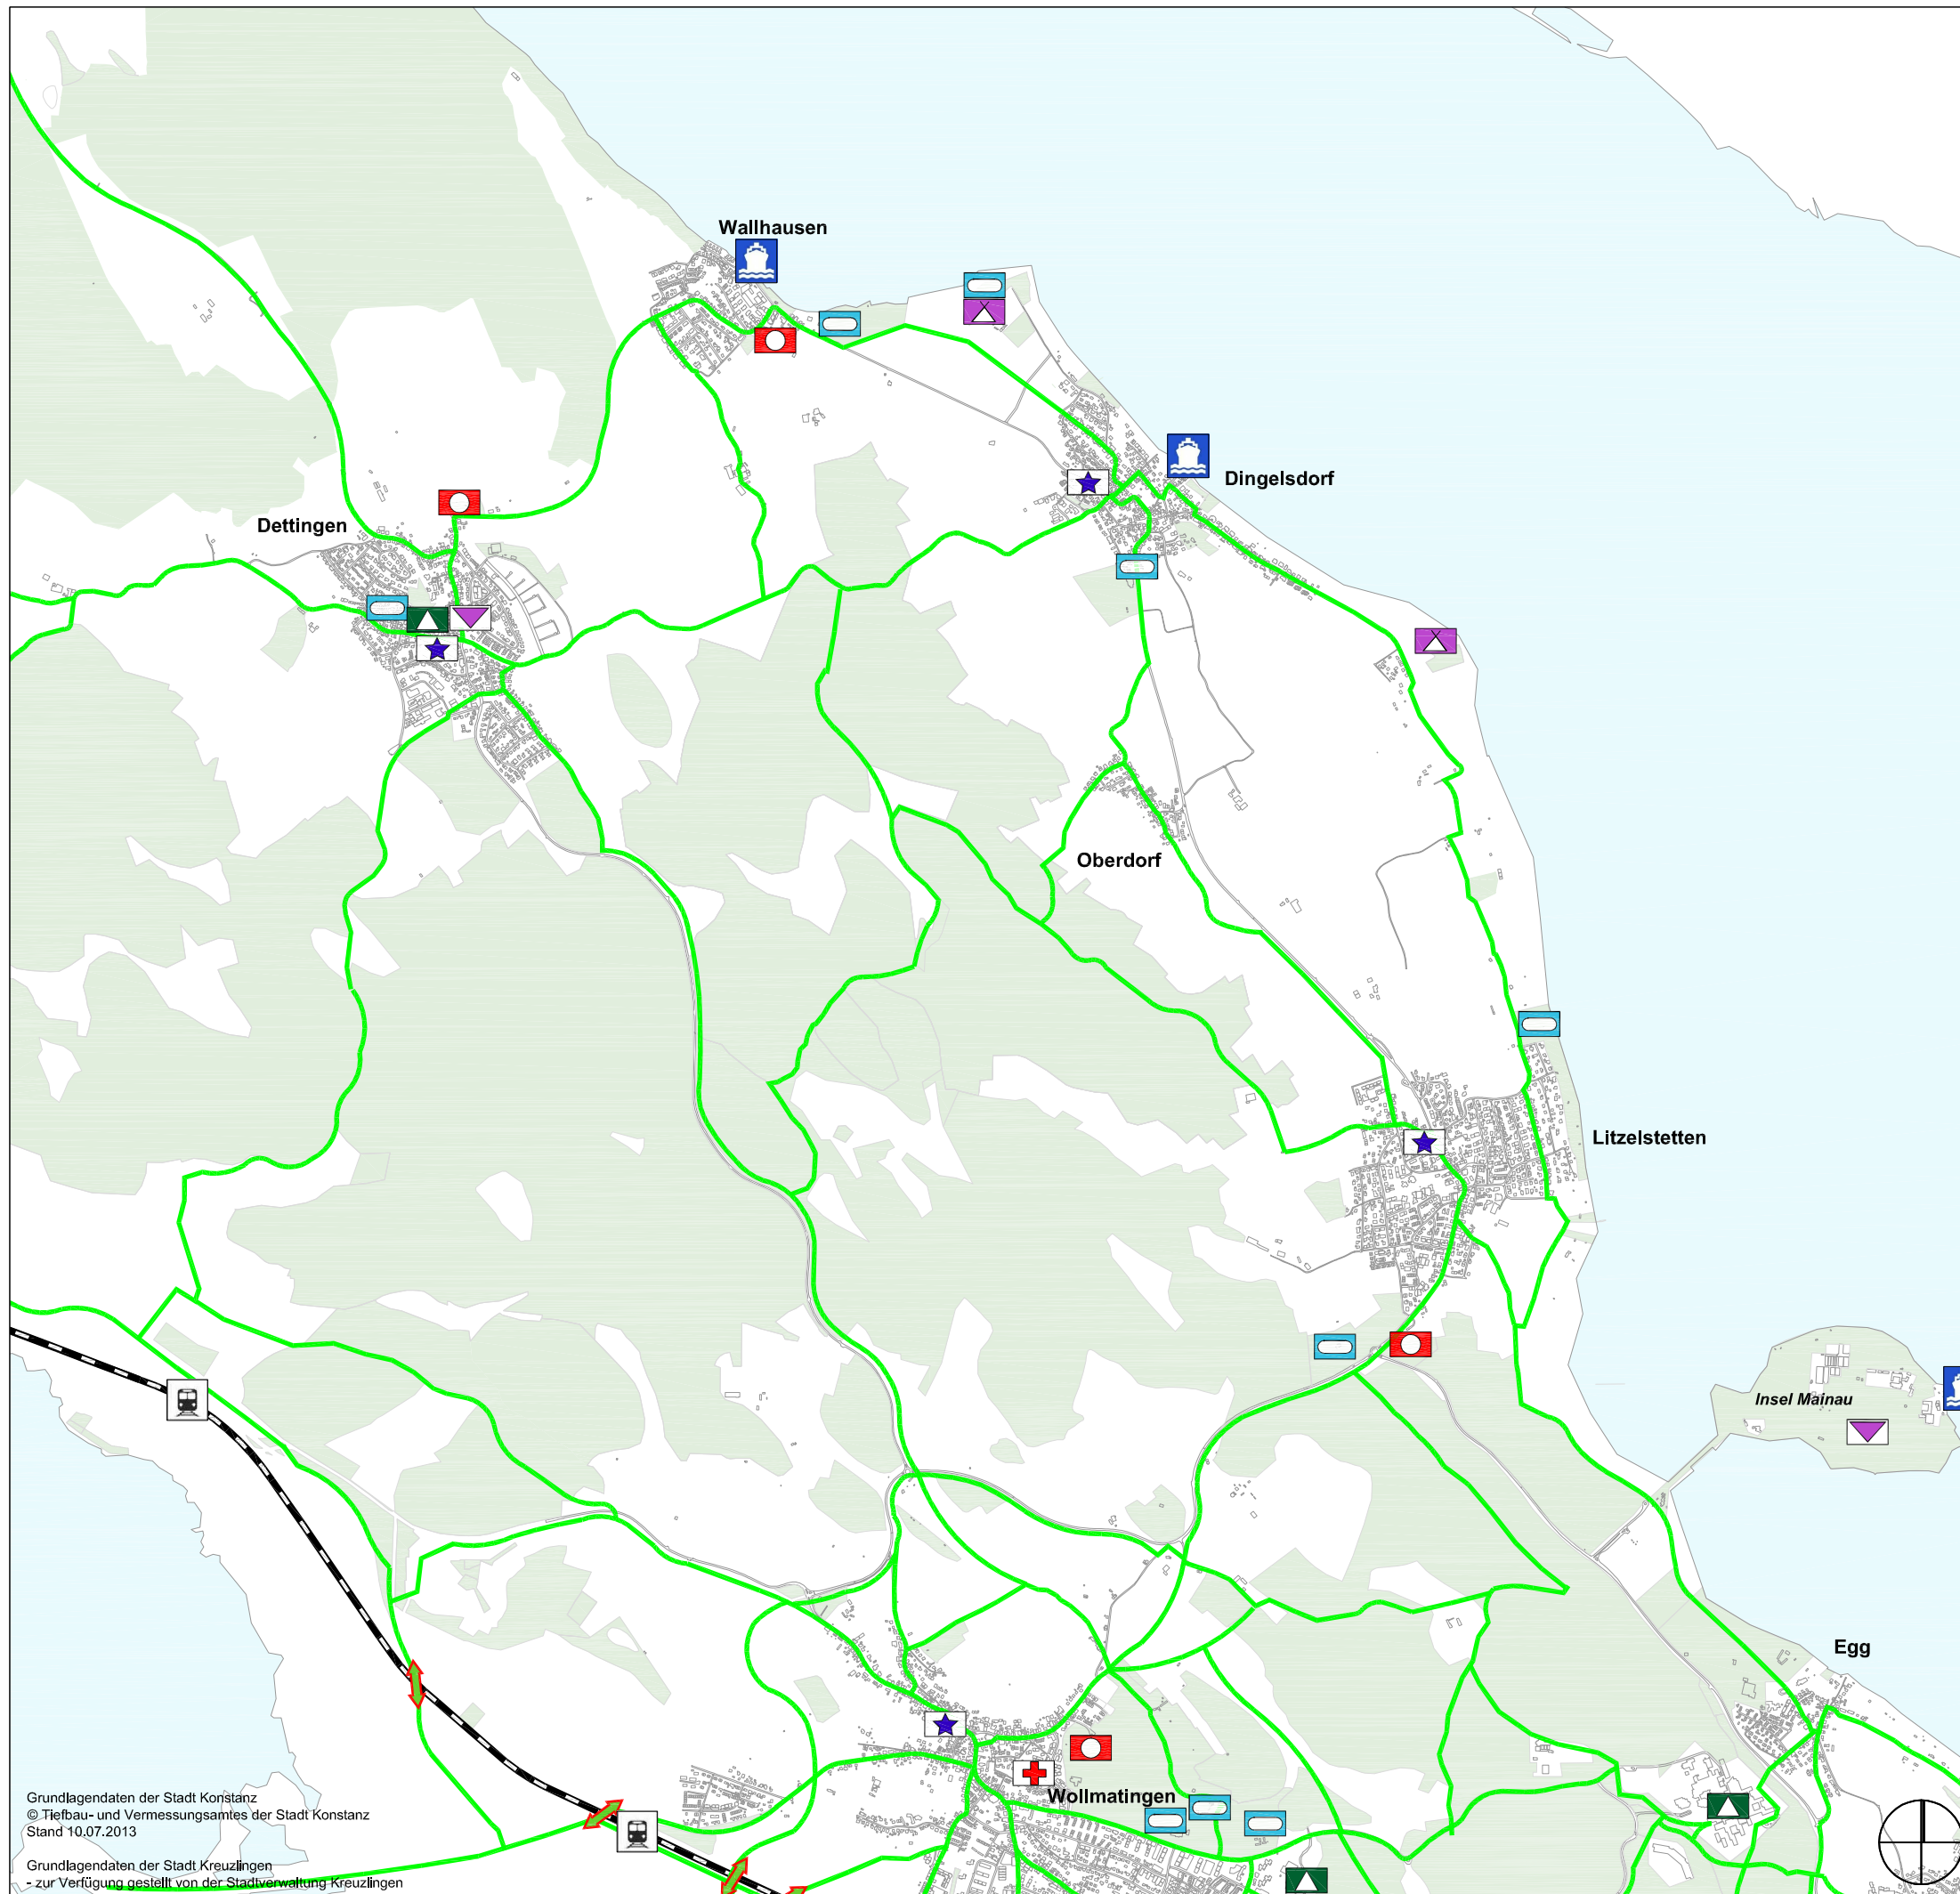 Wallhausen
Dingelsdorf
Dettingen
Oberdorf
Litzelstetten
Insel Mainau
Egg
Wollmatingen
Grundlagendaten der Stadt Konstanz
© Tiefbau- und Vermessungsamtes der Stadt Konstanz
Stand 10.07.2013
Grundlagendaten der Stadt Kreuzlingen
- zur Verfügung gestellt von der Stadtverwaltung Kreuzlingen